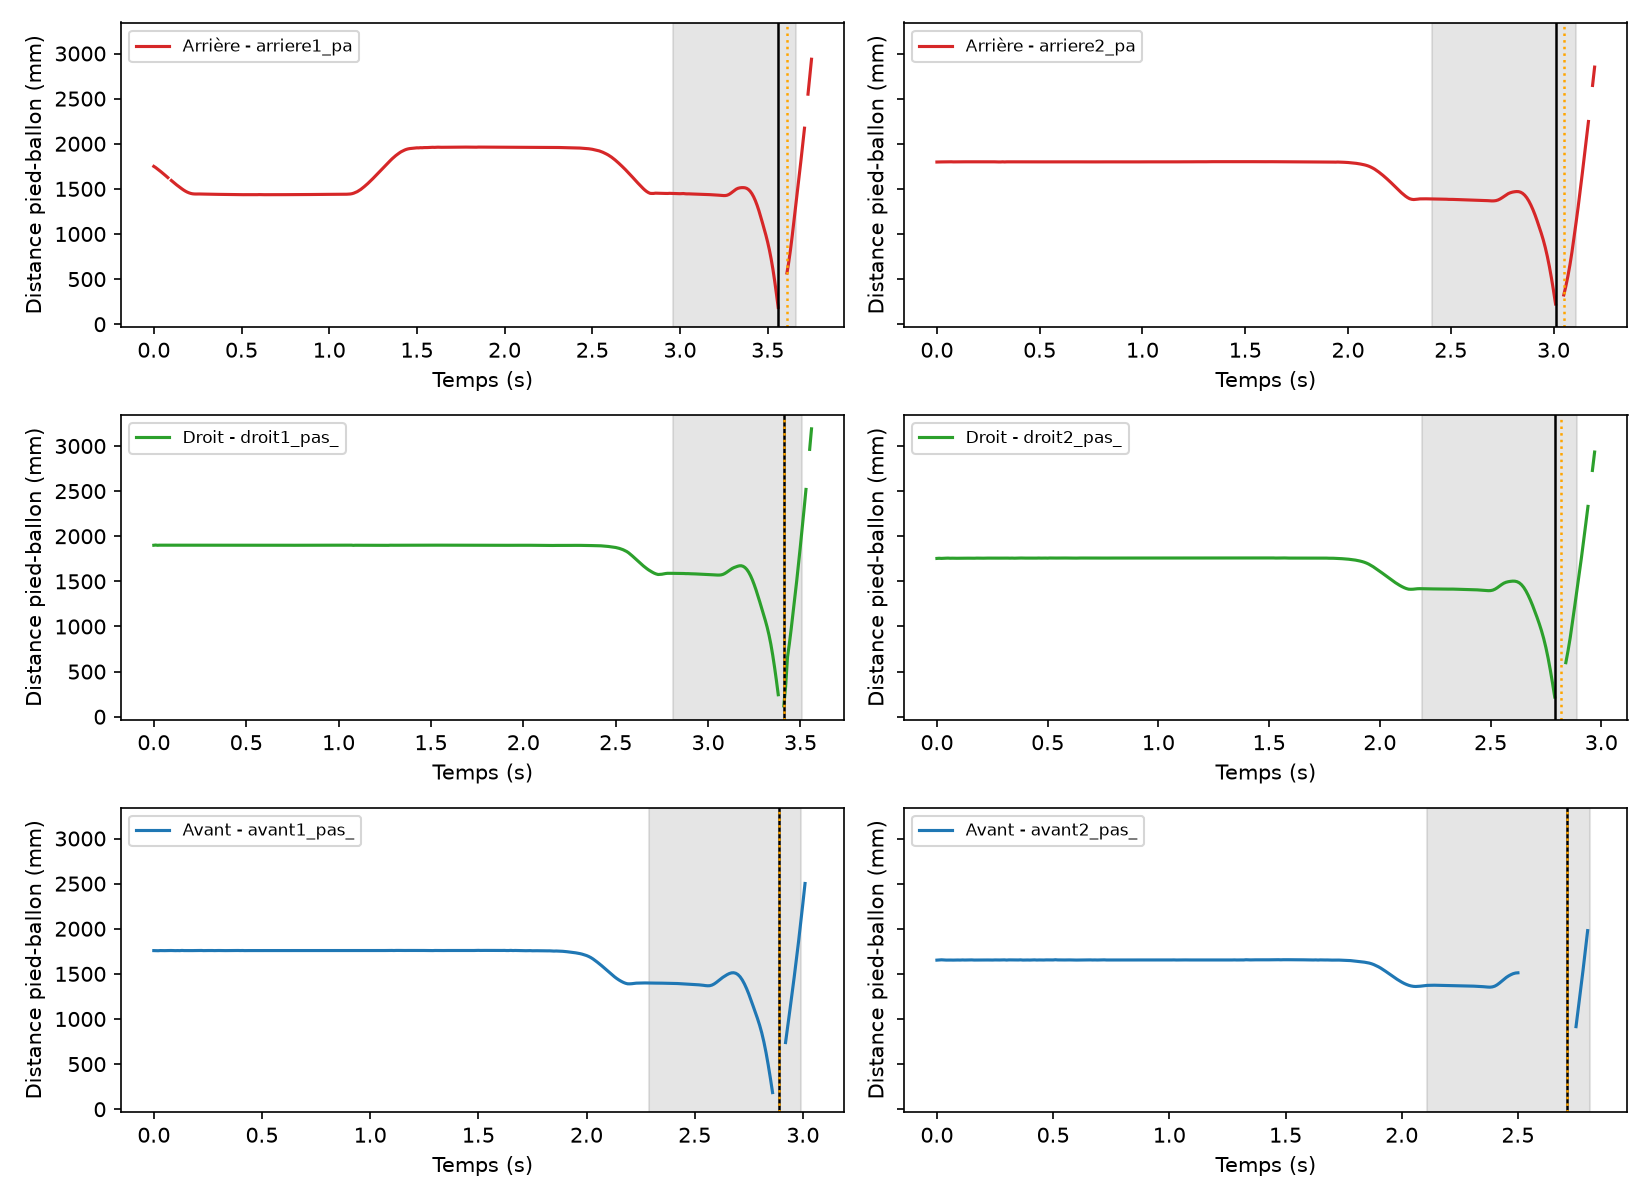 Arrière - arriere1_pa
Distance pied-ballon (mm)
3000
2500
2000
1500
1000
500
0
0.0 0.5 1.0 1.5 2.0 2.5 3.0 3.5
Temps (s)
Arrière - arriere2_pa
Distance pied-ballon (mm)
0.0 0.5 1.0 1.5 2.0 2.5 3.0
Temps (s)
Droit - droit1_pas_
Distance pied-ballon (mm)
3000
2500
2000
1500
1000
500
0
0.0 0.5 1.0 1.5 2.0 2.5 3.0 3.5
Temps (s)
Droit - droit2_pas_
Distance pied-ballon (mm)
0.0 0.5 1.0 1.5 2.0 2.5 3.0
Temps (s)
Avant - avant1_pas_
Distance pied-ballon (mm)
3000
2500
2000
1500
1000
500
0
0.0 0.5 1.0 1.5 2.0 2.5 3.0
Temps (s)
Avant - avant2_pas_
Distance pied-ballon (mm)
0.0 0.5 1.0 1.5 2.0 2.5
Temps (s)